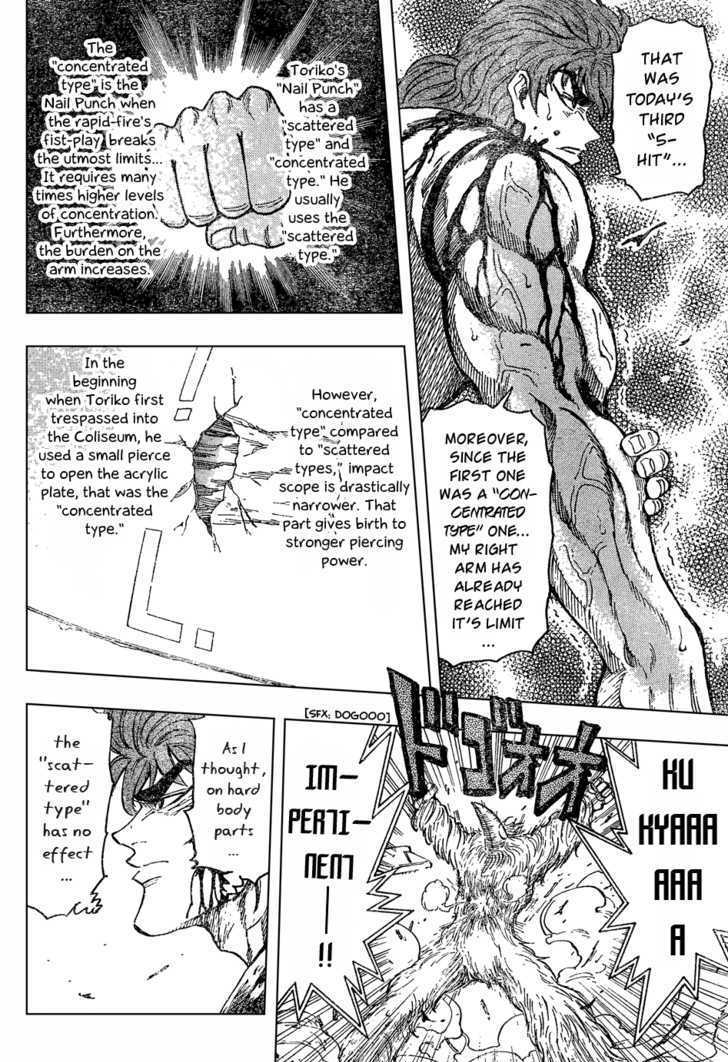 THAT
WAS
TODAY'S
THIRD
"5-
HIT"...
MOREOVER,
SINCE THE
FIRST ONE
WAS A "CON-
CENTRATED
TYPE" ONE...
MY RIGHT
ARM HAS
ALREADY
REACHED
IT'S LIMIT
...
Toriko's
"Nail Punch"
has a
"scattered
type" and
"concentrated
type." He
usually
uses the
"scattered
type."
The
"concentrated
type" is the
Nail Punch when
the rapid-fire's
fist-play breaks
the utmost limits...
It requires many
times higher levels
of concentration.
Furthermore,
the burden on the
arm increases.
However,
"concentrated
type" compared
to "scattered
types," impact
scope is drastically
narrower. That
part gives birth to
stronger piercing
power.
In the
beginning
when Toriko first
trespassed into
the Coliseum, he
used a small pierce
to open the acrylic
plate, that was the
"concentrated
type."
KU
KYAAA
AAA
A
ドゴオオ
[SFX: DOGOOO]
IM-
PERTI-
NENT
—
!!
As I
thought,
on hard
body
parts
...
the
"scat-
tered
type"
has no
effect
...